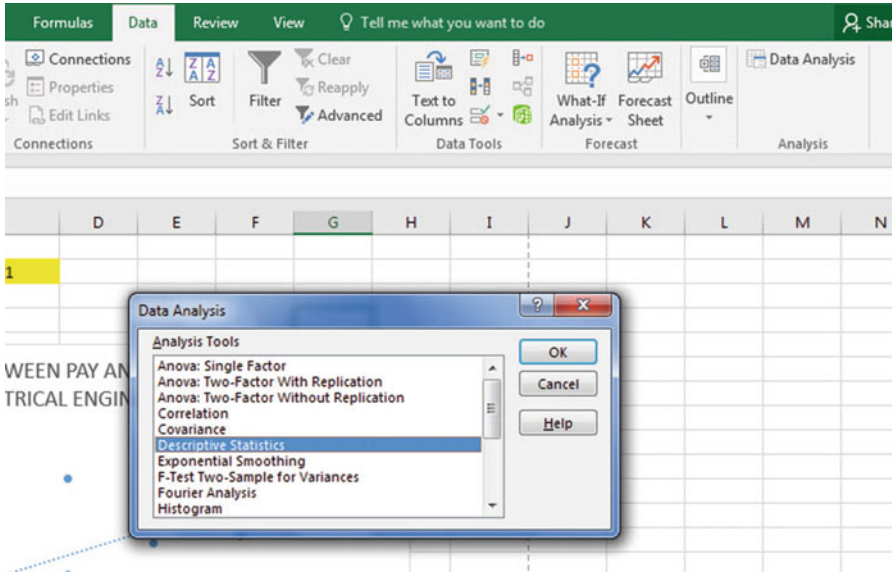 Formulas Data Review View Tell me what you want to do Shar
Connections
Properties
sh
Edit Links
Connections
Sort
Filter
Clear
Reapply
Advanced
Sort & Filter
Text to
Columns
Data Tools
What-If
Analysis
Forecast
Sheet
Forecast
Outline
Data Analysis
Analysis
D E F G H I J K L M N
1
WEEN PAY AN
TRICAL ENGIN
Data Analysis
Analysis Tools
Anova: Single Factor
Anova: Two-Factor With Replication
Anova: Two-Factor Without Replication
Correlation
Covariance
Descriptive Statistics
Exponential Smoothing
F-Test Two-Sample for Variances
Fourier Analysis
Histogram
OK
Cancel
Help